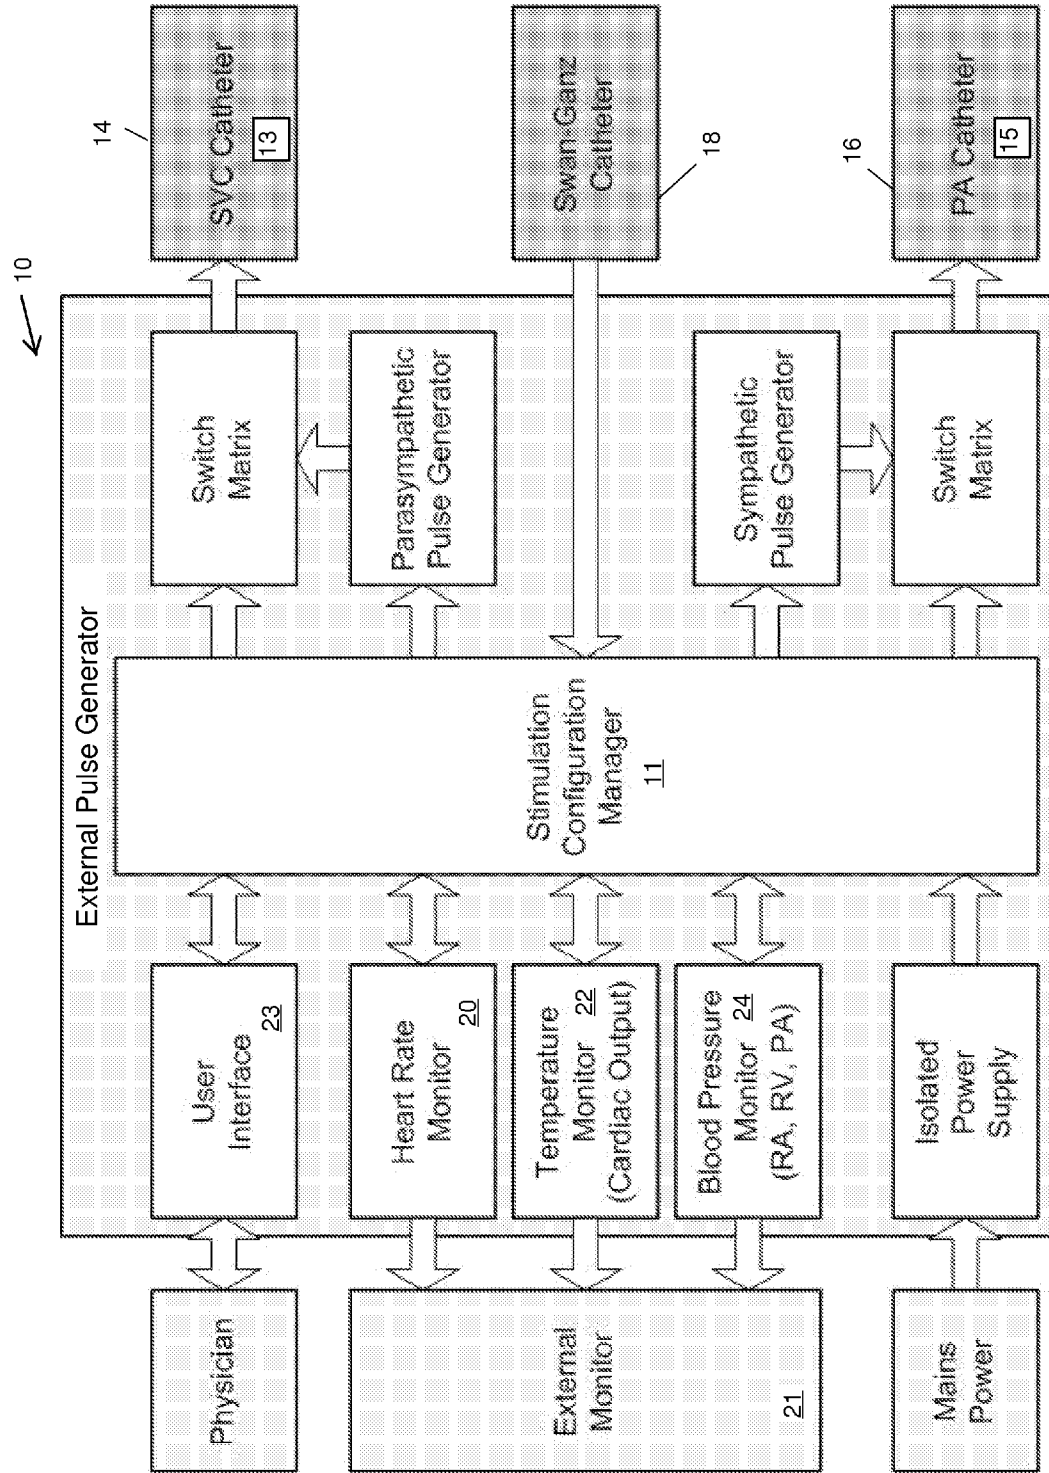 10
External Pulse Generator
Physician
User
Interface
23
Switch
Matrix
SVC Catheter
13
14
External
Monitor
21
Heart Rate
Monitor
20
Temperature
Monitor
22
(Cardiac Output)
Blood Pressure
Monitor
24
(RA, RV, PA)
Stimulation
Configuration
Manager
11
Parasympathetic
Pulse Generator
Swan-Ganz
Catheter
18
Sympathetic
Pulse Generator
Mains
Power
Isolated
Power
Supply
Switch
Matrix
PA Catheter
15
16